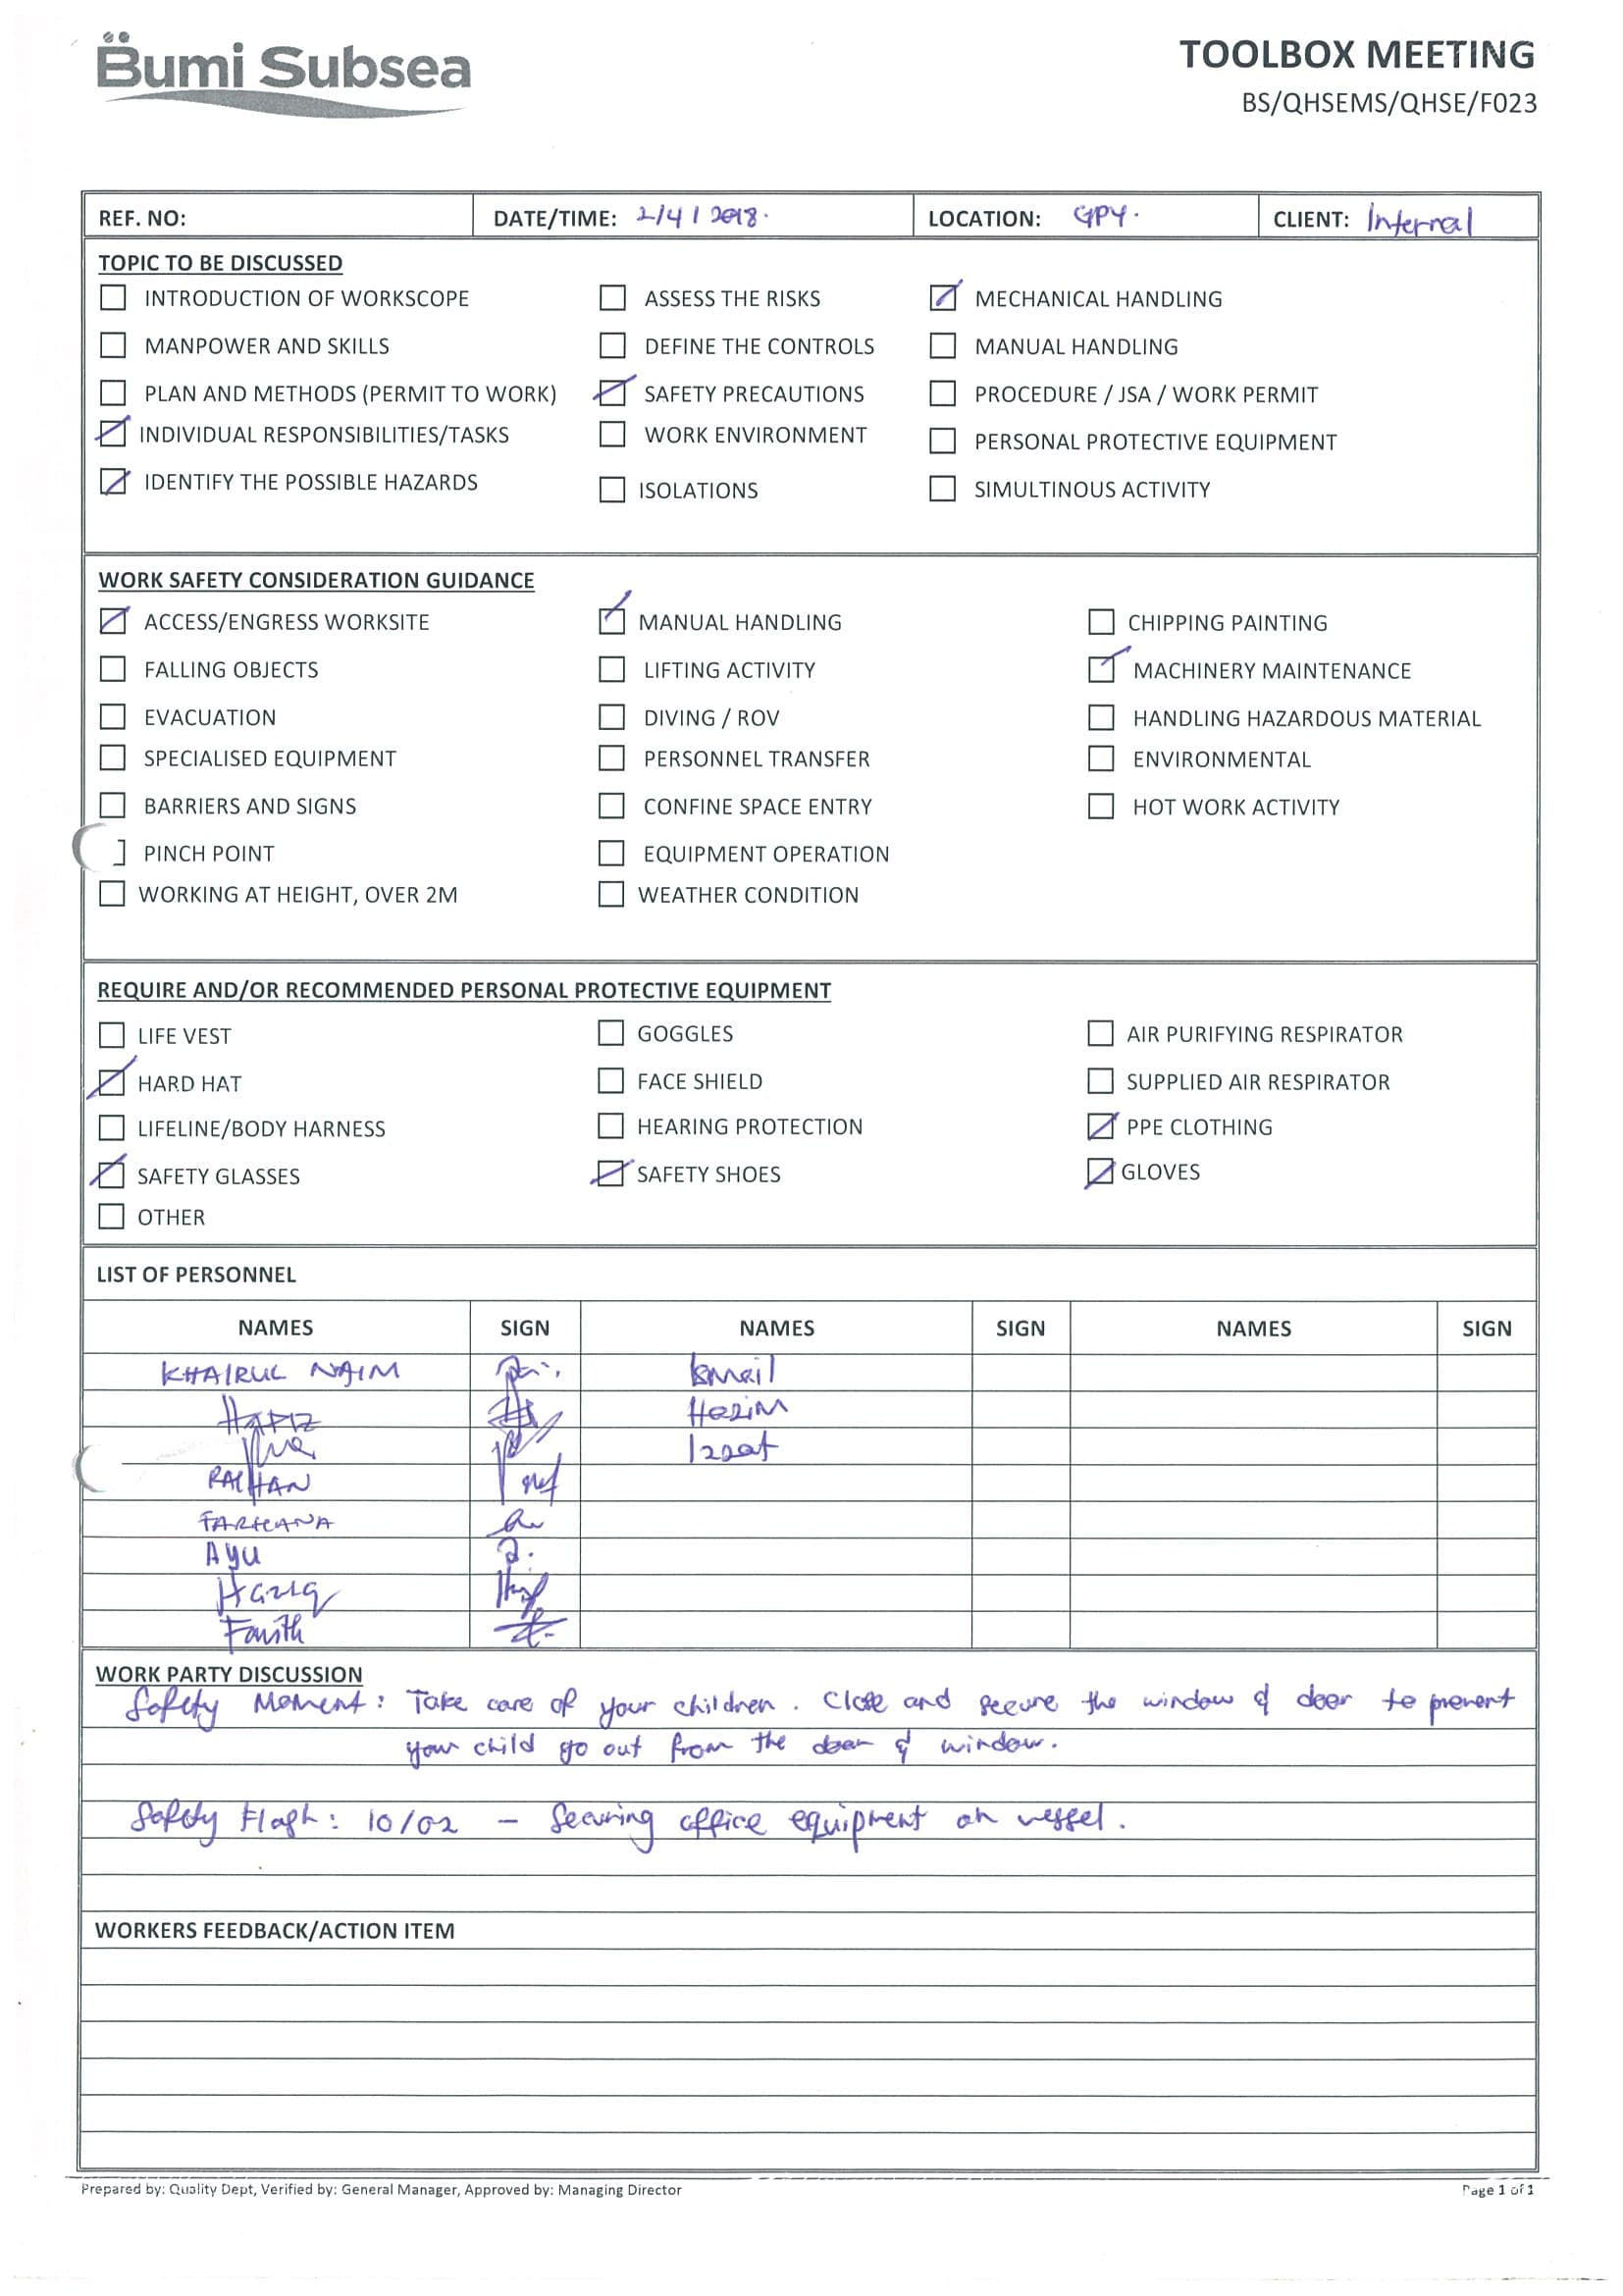 Bumi Subsea
TOOLBOX MEETING
BS/QHSEMS/QHSE/F023
REF. NO: DATE/TIME: 2/4/2018. LOCATION: GPY. CLIENT: Internal
TOPIC TO BE DISCUSSED
INTRODUCTION OF WORKSCOPE ASSESS THE RISKS MECHANICAL HANDLING
MANPOWER AND SKILLS DEFINE THE CONTROLS MANUAL HANDLING
PLAN AND METHODS (PERMIT TO WORK) SAFETY PRECAUTIONS PROCEDURE / JSA / WORK PERMIT
INDIVIDUAL RESPONSIBILITIES/TASKS WORK ENVIRONMENT PERSONAL PROTECTIVE EQUIPMENT
IDENTIFY THE POSSIBLE HAZARDS ISOLATIONS SIMULTINOUS ACTIVITY
WORK SAFETY CONSIDERATION GUIDANCE
ACCESS/ENGRESS WORKSITE MANUAL HANDLING CHIPPING PAINTING
FALLING OBJECTS LIFTING ACTIVITY MACHINERY MAINTENANCE
EVACUATION DIVING / ROV HANDLING HAZARDOUS MATERIAL
SPECIALISED EQUIPMENT PERSONNEL TRANSFER ENVIRONMENTAL
BARRIERS AND SIGNS CONFINE SPACE ENTRY HOT WORK ACTIVITY
PINCH POINT EQUIPMENT OPERATION
WORKING AT HEIGHT, OVER 2M WEATHER CONDITION
REQUIRE AND/OR RECOMMENDED PERSONAL PROTECTIVE EQUIPMENT
LIFE VEST GOGGLES AIR PURIFYING RESPIRATOR
HARD HAT FACE SHIELD SUPPLIED AIR RESPIRATOR
LIFELINE/BODY HARNESS HEARING PROTECTION PPE CLOTHING
SAFETY GLASSES SAFETY SHOES GLOVES
OTHER
LIST OF PERSONNEL
NAMES SIGN NAMES SIGN NAMES SIGN
KHAIRUL NAIM Ismail
HAFIZ Hazim
Izzat
RAIHAN
FARHANA
AYU
Haziq
WORK PARTY DISCUSSION
Safety Moment: Take care of your children. Close and secure the window & door to prevent
your child go out from the door & window.
Safety Flash: 10/02 - Securing office equipment on vessel.
WORKERS FEEDBACK/ACTION ITEM
Prepared by: Quality Dept, Verified by: General Manager, Approved by: Managing Director Page 1 of 1